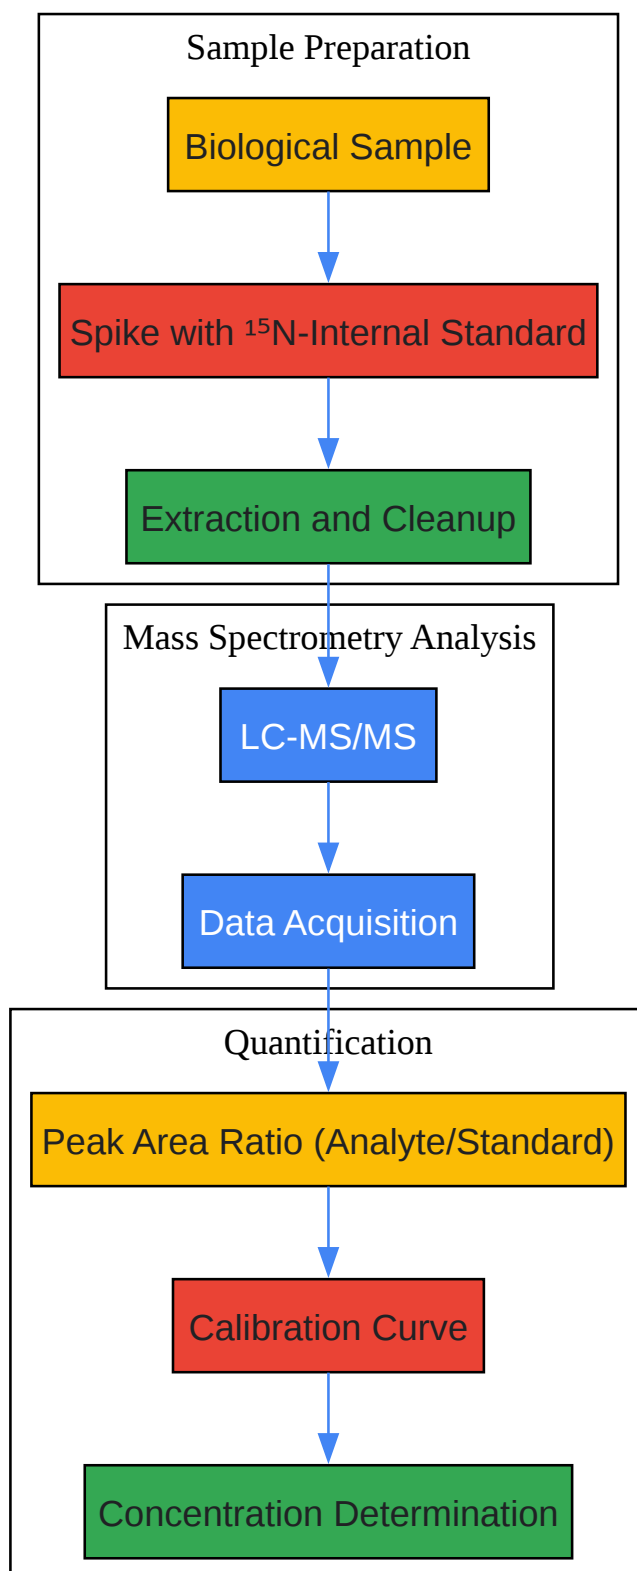 Sample Preparation
Biological Sample
Spike with ¹⁵N-Internal Standard
Extraction and Cleanup
Mass Spectrometry Analysis
LC-MS/MS
Data Acquisition
Quantification
Peak Area Ratio (Analyte/Standard)
Calibration Curve
Concentration Determination